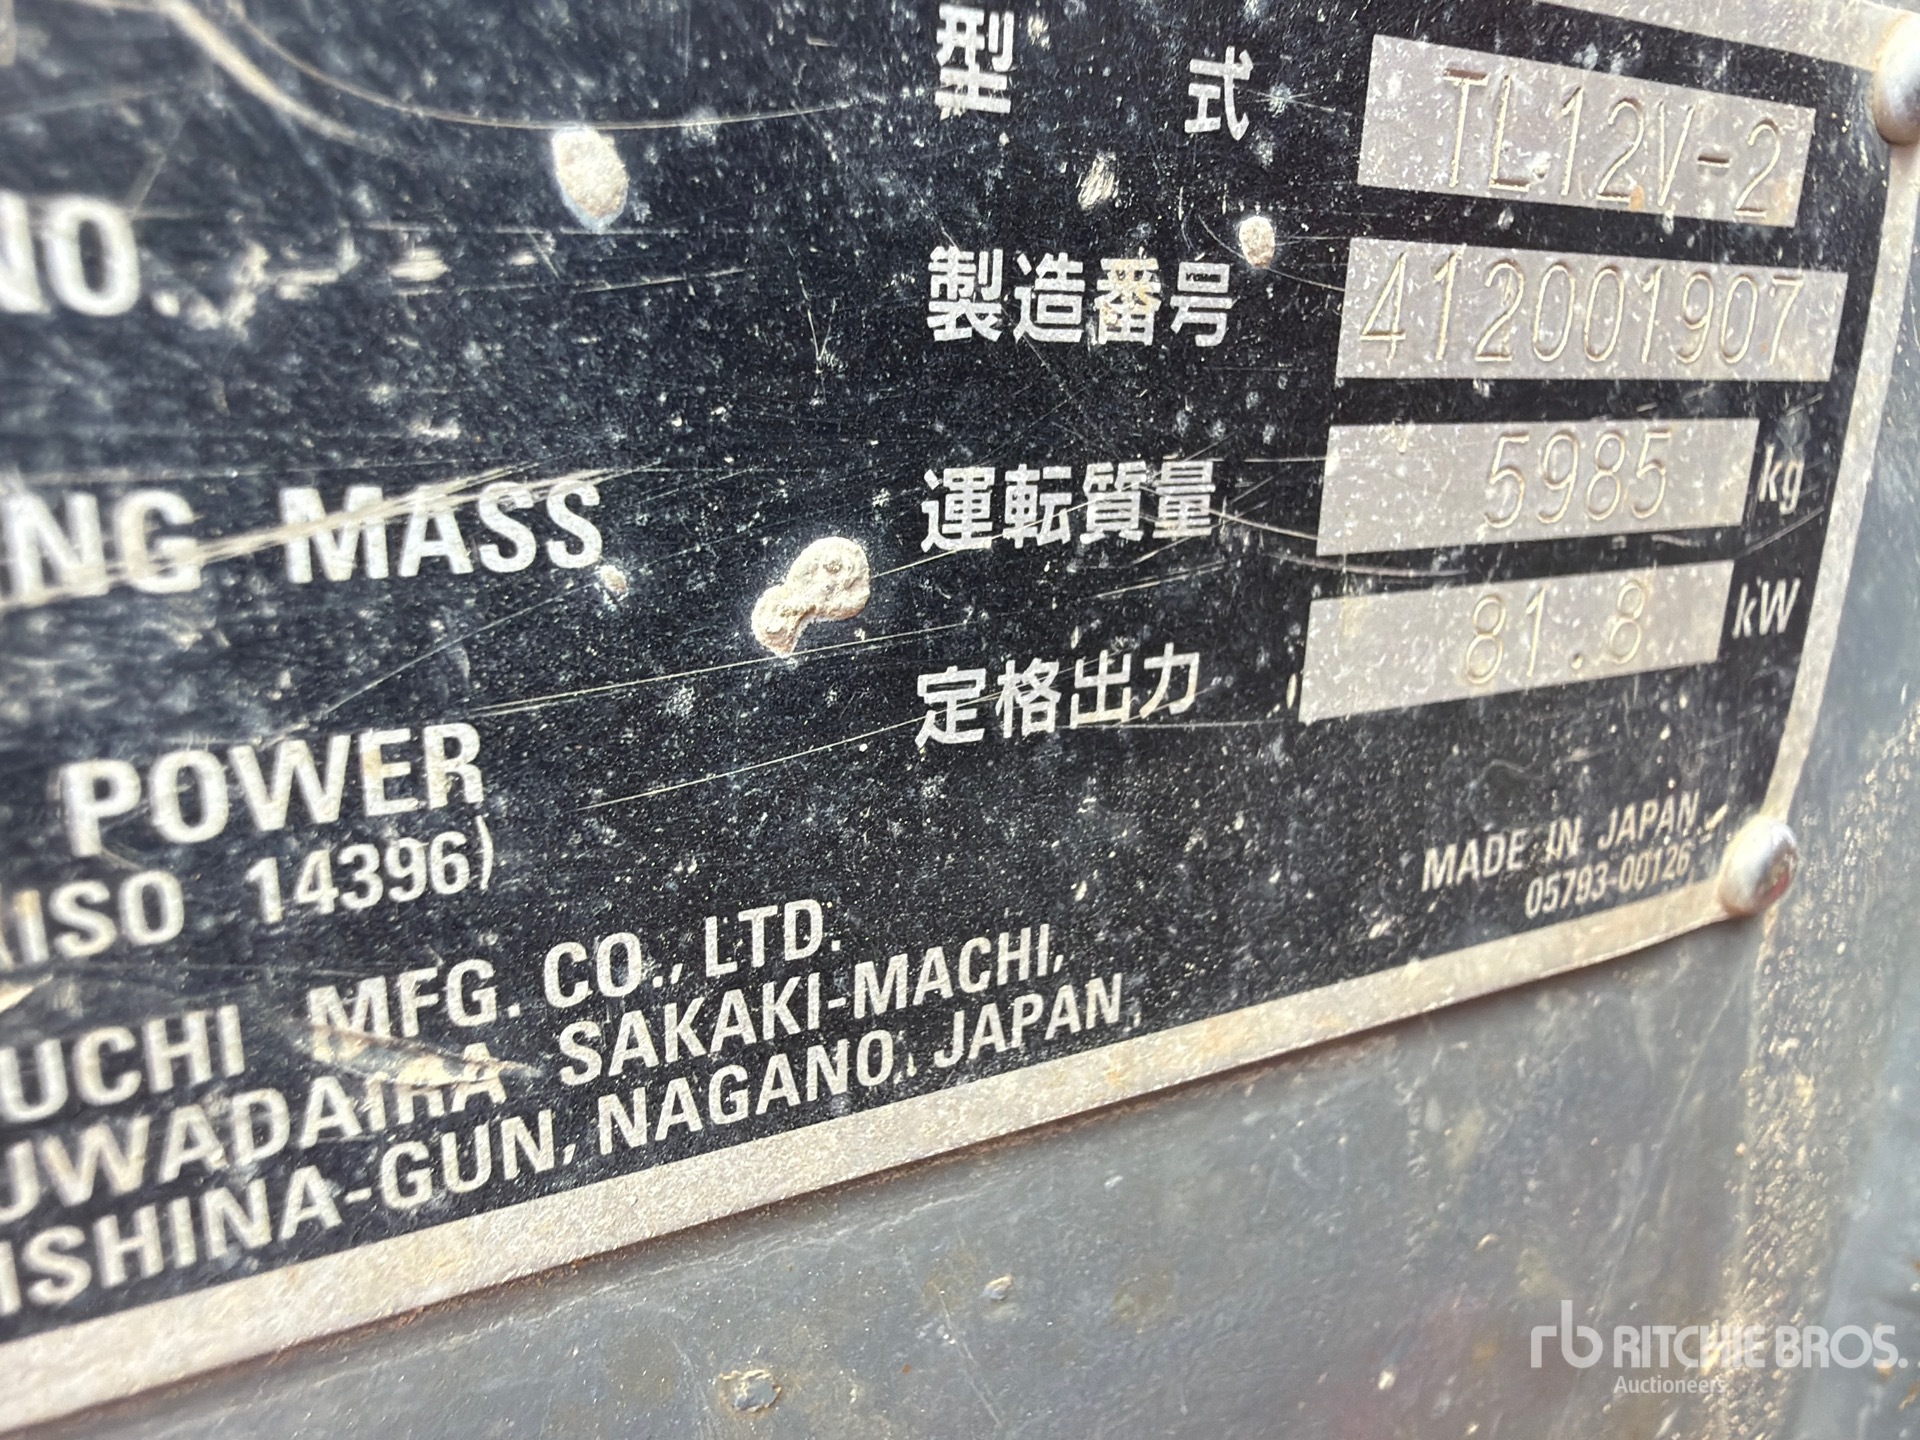 型 式 TL12V-2
NO. 製造番号 412001907
NG MASS 運転質量 5985 kg
POWER 定格出力 81.8 kW
ISO 14396)
UCHI MFG. CO., LTD.
UWADAIRA SAKAKI-MACHI,
ISHINA-GUN, NAGANO, JAPAN,
MADE IN JAPAN
05793-00126
rb RITCHIE BROS.
Auctioneers